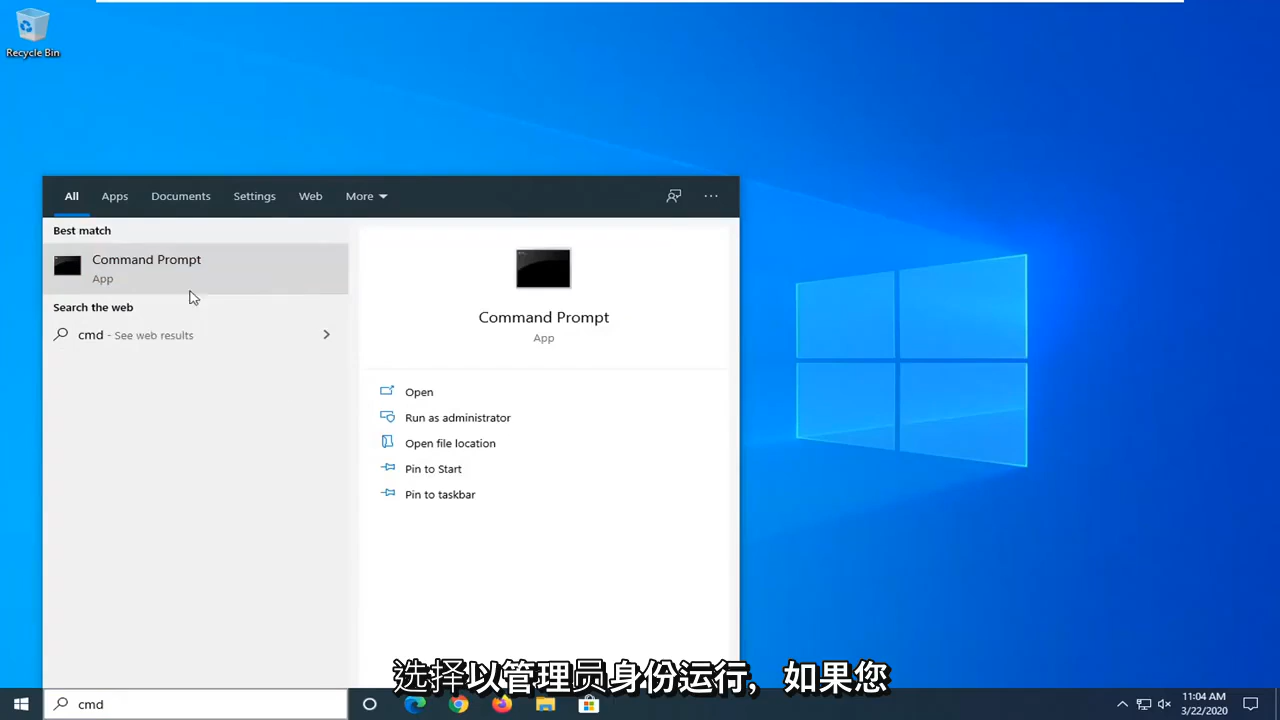 Recycle Bin
All Apps Documents Settings Web More
Best match
Command Prompt
App
Search the web
cmd - See web results
Command Prompt
App
Open
Run as administrator
Open file location
Pin to Start
Pin to taskbar
选择以管理员身份运行,如果您
cmd
11:04 AM
3/22/2020